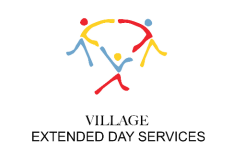 VILLAGE
EXTENDED DAY SERVICES